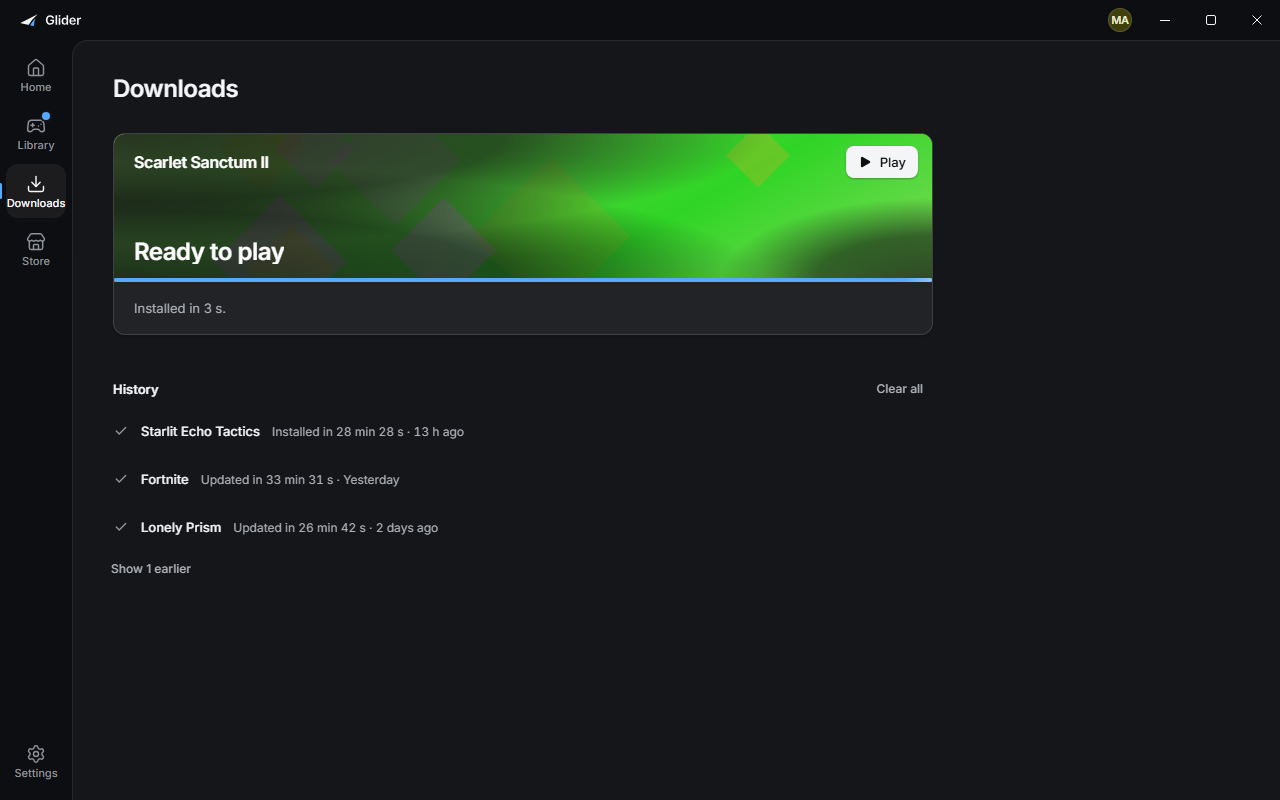 Glider
MA
Home
Library
Downloads
Store
Settings
Downloads
Scarlet Sanctum II
Play
Ready to play
Installed in 3 s.
History
Clear all
Starlit Echo Tactics Installed in 28 min 28 s · 13 h ago
Fortnite Updated in 33 min 31 s · Yesterday
Lonely Prism Updated in 26 min 42 s · 2 days ago
Show 1 earlier